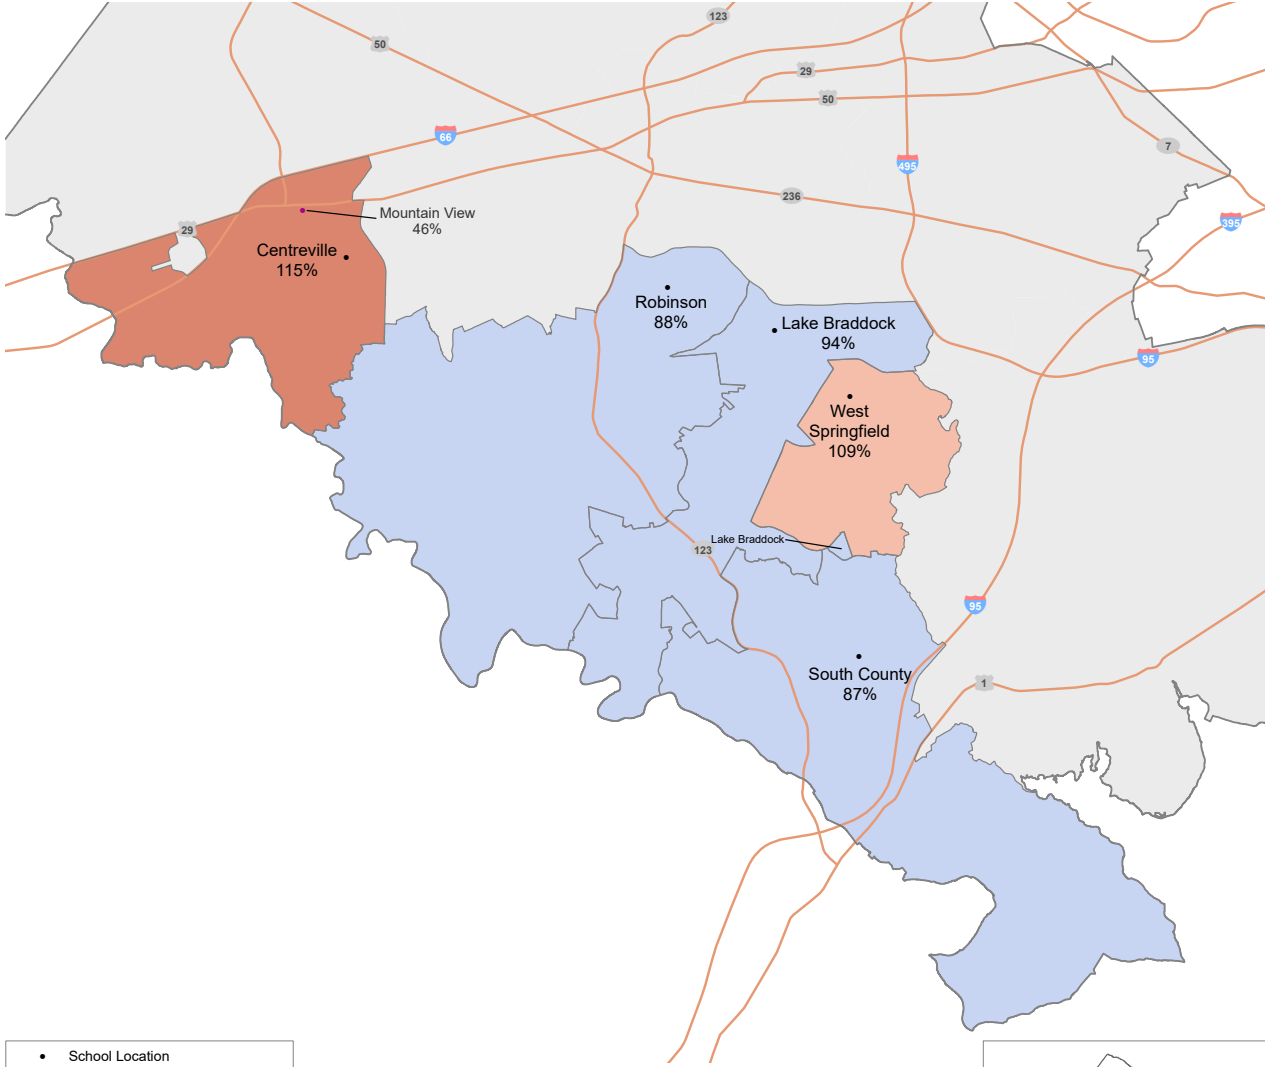 123
50
29
50
66
7
495
236
395
Mountain View
46%
29
Centreville
115%
Robinson
88%
Lake Braddock
94%
95
West
Springfield
109%
Lake Braddock
123
95
South County
87%
1
School Location